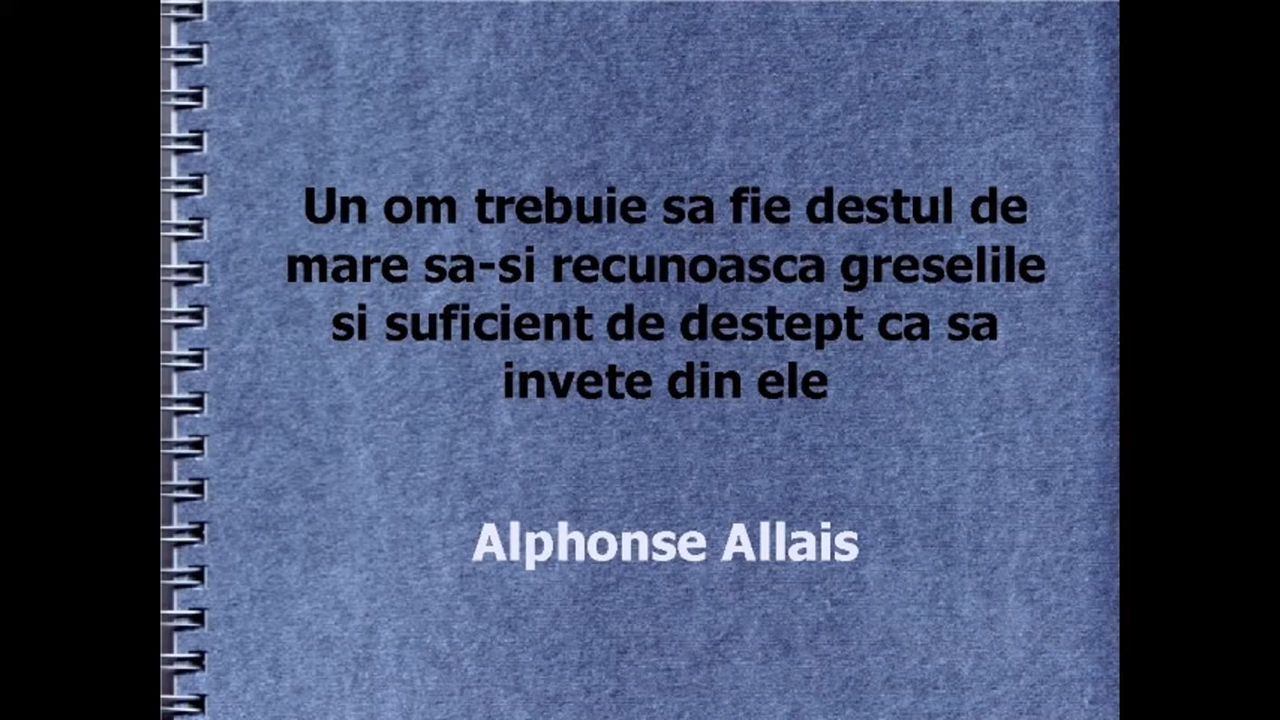 Un om trebuie sa fie destul de
mare sa-si recunoasca greselile
si suficient de destept ca sa
invete din ele
Alphonse Allais